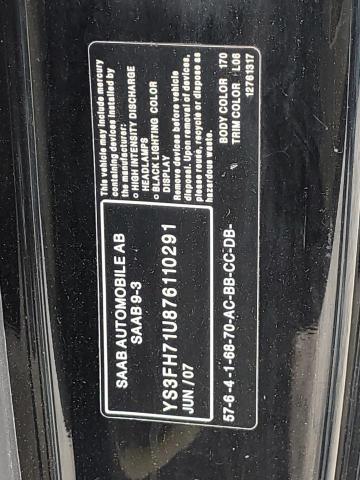 This vehicle may include mercury
containing devices installed by
the manufacturer:
○ HIGH INTENSITY DISCHARGE
HEADLAMPS
○ BLACK LIGHTING COLOR
DISPLAY
Remove devices before vehicle
disposal. Upon removal of devices,
please reuse, recycle or dispose as
hazardous waste.
BODY COLOR 170
TRIM COLOR L06
12761317
SAAB AUTOMOBILE AB
SAAB 9-3
YS3FH71U876110291
JUN /07
57-6-4-1-68-70-AC-BB-CC-DB-